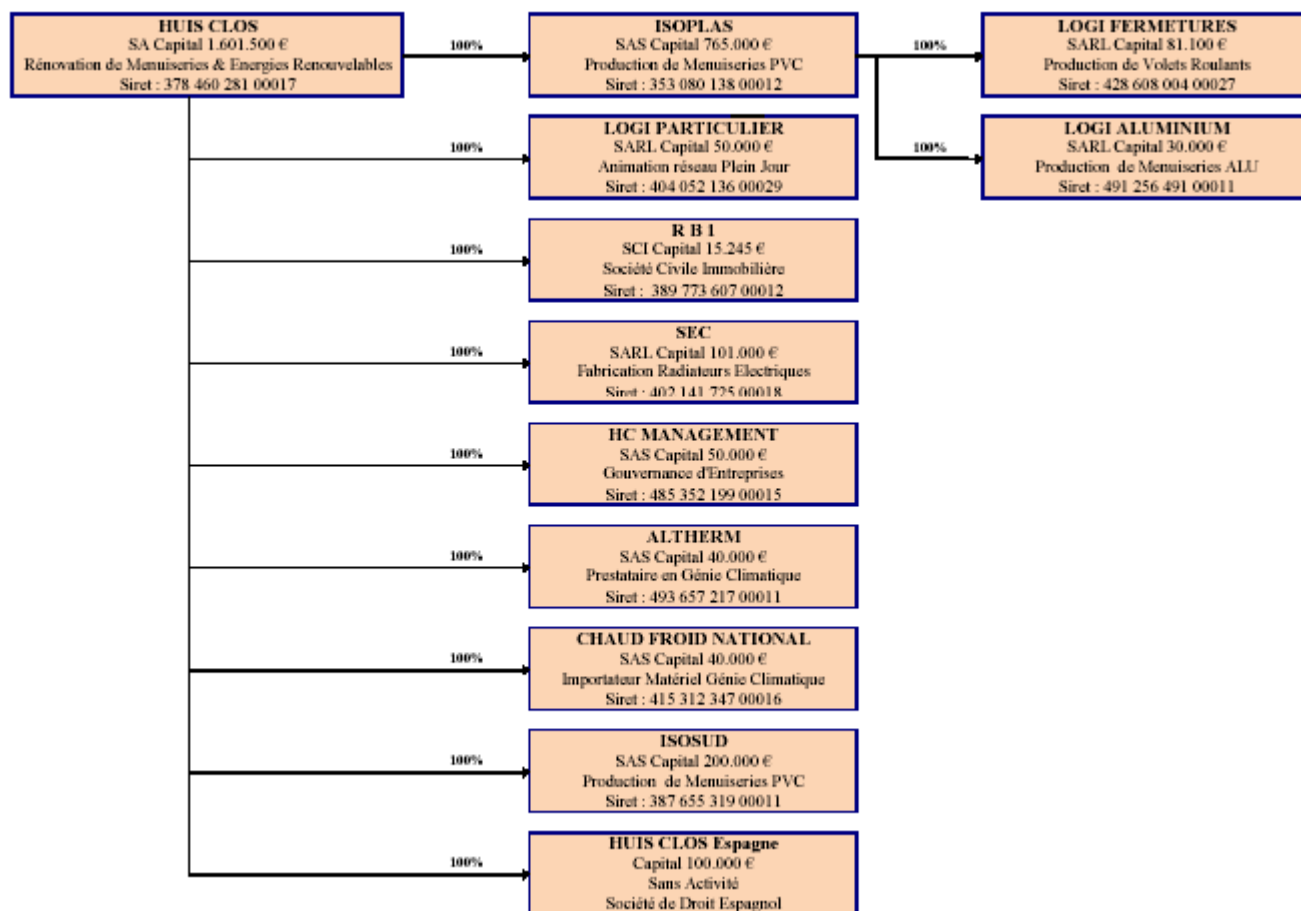 HUIS CLOS
SA Capital 1.601.500 €
Rénovation de Menuiseries & Energies Renouvelables
Siret : 378 460 281 00017
100%
ISOPLAS
SAS Capital 765.000 €
Production de Menuiseries PVC
Siret : 353 080 138 00012
100%
LOGI FERMETURES
SARL Capital 81.100 €
Production de Volets Roulants
Siret : 428 608 004 00027
100%
LOGI PARTICULIER
SARL Capital 50.000 €
Animation réseau Plein Jour
Siret : 404 052 136 00029
100%
LOGI ALUMINIUM
SARL Capital 30.000 €
Production de Menuiseries ALU
Siret : 491 256 491 00011
100%
R B I
SCI Capital 15.245 €
Société Civile Immobilière
Siret : 389 773 607 00012
100%
SEC
SARL Capital 101.000 €
Fabrication Radiateurs Electriques
Siret : 402 141 725 00018
100%
HC MANAGEMENT
SAS Capital 50.000 €
Gouvernance d'Entreprises
Siret : 485 352 199 00015
100%
ALTHERM
SAS Capital 40.000 €
Prestataire en Génie Climatique
Siret : 493 657 217 00011
100%
CHAUD FROID NATIONAL
SAS Capital 40.000 €
Importateur Matériel Génie Climatique
Siret : 415 312 347 00016
100%
ISOSUD
SAS Capital 200.000 €
Production de Menuiseries PVC
Siret : 387 655 319 00011
100%
HUIS CLOS Espagne
Capital 100.000 €
Sans Activité
Société de Droit Espagnol